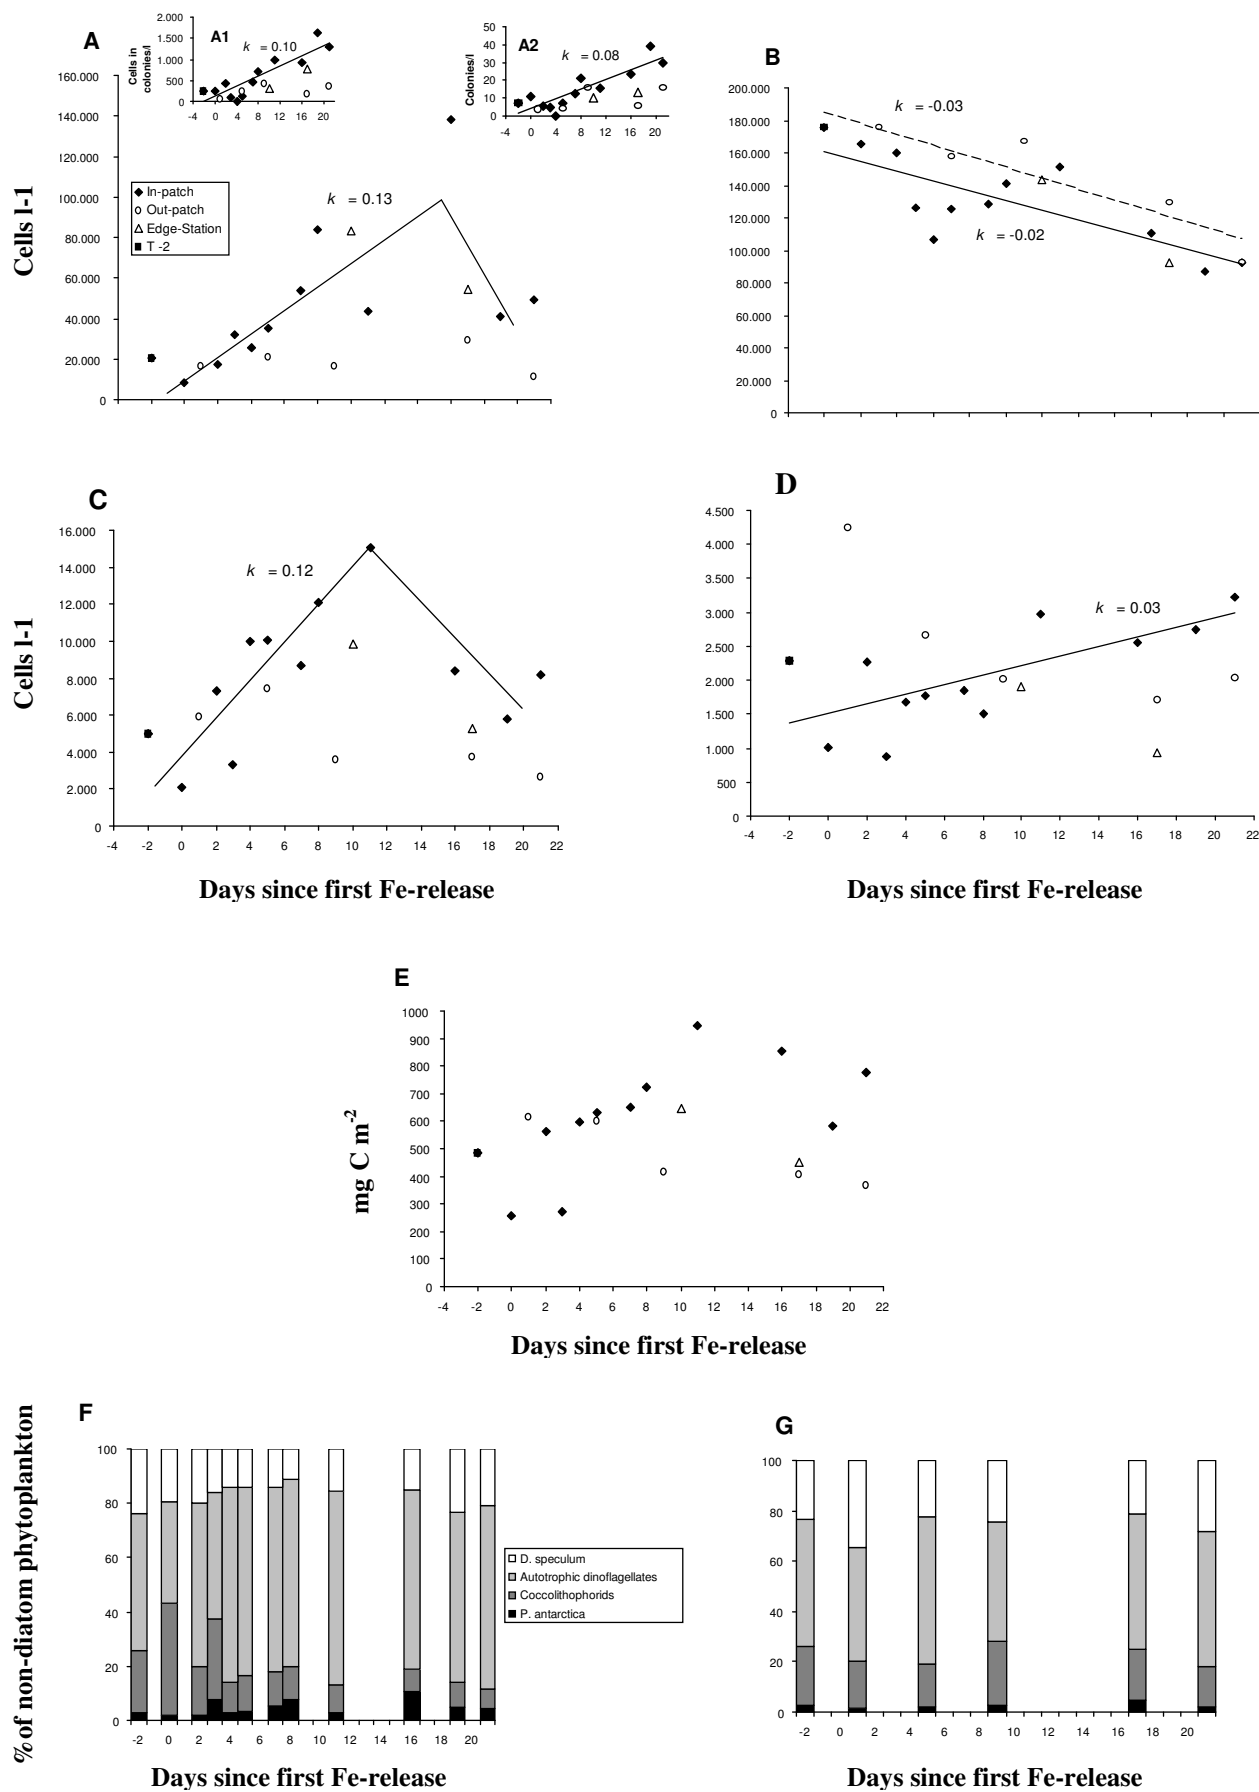 A
A1
Cells in
colonies/l
2.000
1.500
1.000
500
0
k = 0.10
-4 0 4 8 12 16 20
A2
Colonies/l
50
40
30
20
10
0
k = 0.08
-4 0 4 8 12 16 20
Cells l-1
160.000
140.000
120.000
100.000
80.000
60.000
40.000
20.000
0
In-patch
Out-patch
Edge-Station
T -2
k = 0.13
B
200.000
180.000
160.000
140.000
120.000
100.000
80.000
60.000
40.000
20.000
0
k = -0.03
k = -0.02
C
Cells l-1
16.000
14.000
12.000
10.000
8.000
6.000
4.000
2.000
0
k = 0.12
-4 -2 0 2 4 6 8 10 12 14 16 18 20 22
Days since first Fe-release
D
4.500
4.000
3.500
3.000
2.500
2.000
1.500
1.000
500
0
k = 0.03
-4 -2 0 2 4 6 8 10 12 14 16 18 20 22
Days since first Fe-release
E
mg C m-2
1000
900
800
700
600
500
400
300
200
100
0
-4 -2 0 2 4 6 8 10 12 14 16 18 20 22
Days since first Fe-release
F
% of non-diatom phytoplankton
100
80
60
40
20
0
-2 0 2 4 6 8 10 12 14 16 18 20
Days since first Fe-release
D. speculum
Autotrophic dinoflagellates
Coccolithophorids
P. antarctica
G
100
80
60
40
20
0
-2 0 2 4 6 8 10 12 14 16 18 20
Days since first Fe-release